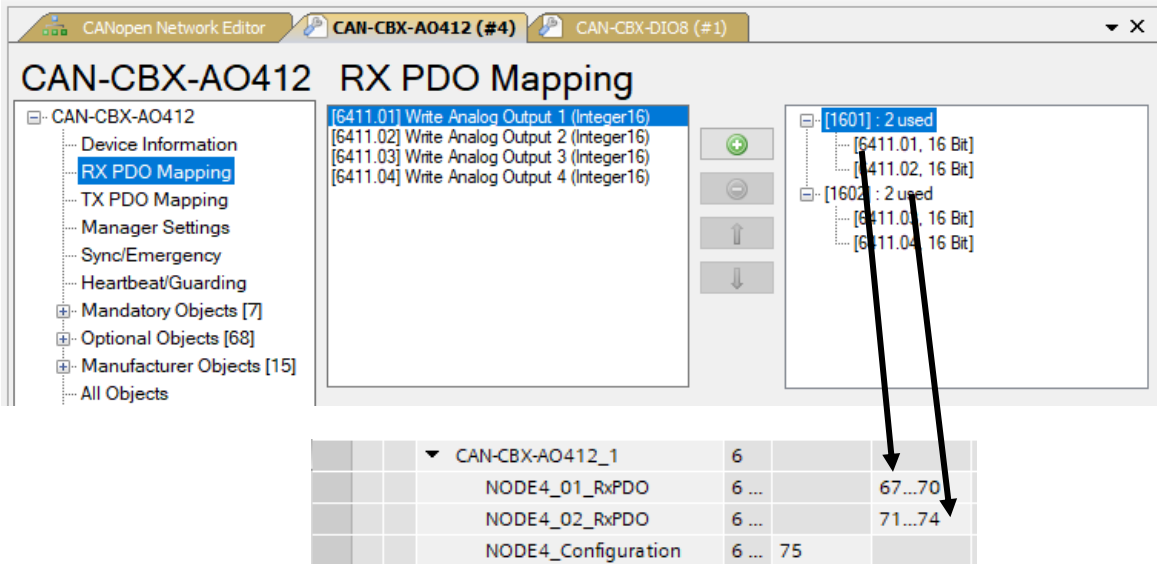 CANopen Network Editor CAN-CBX-AO412 (#4) CAN-CBX-DIO8 (#1)
CAN-CBX-AO412 RX PDO Mapping
CAN-CBX-AO412
Device Information
RX PDO Mapping
TX PDO Mapping
Manager Settings
Sync/Emergency
Heartbeat/Guarding
Mandatory Objects [7]
Optional Objects [68]
Manufacturer Objects [15]
All Objects
[6411.01] Write Analog Output 1 (Integer16)
[6411.02] Write Analog Output 2 (Integer16)
[6411.03] Write Analog Output 3 (Integer16)
[6411.04] Write Analog Output 4 (Integer16)
[1601] : 2 used
[6411.01, 16 Bit]
[6411.02, 16 Bit]
[1602] : 2 used
[6411.03, 16 Bit]
[6411.04, 16 Bit]
CAN-CBX-AO412_1 6
NODE4_01_RxPDO 6 ... 67...70
NODE4_02_RxPDO 6 ... 71...74
NODE4_Configuration 6 ... 75